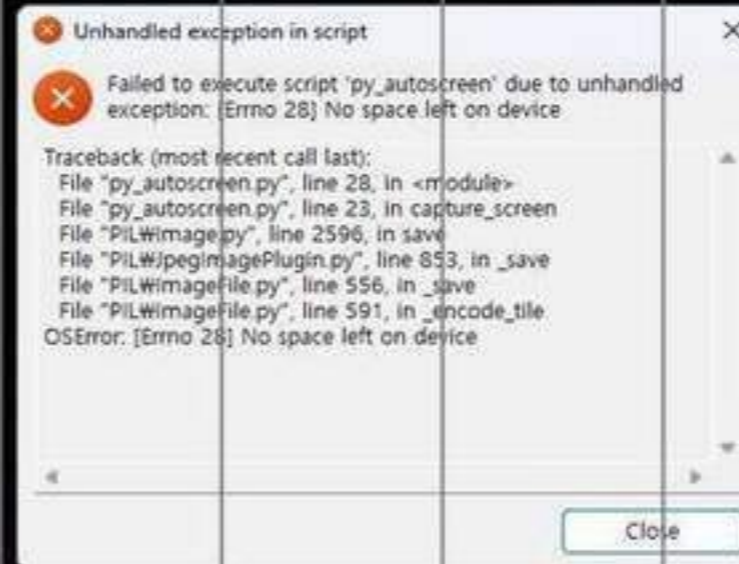 Unhandled exception in script
Failed to execute script 'py_autoscreen' due to unhandled
exception: [Errno 28] No space left on device
Traceback (most recent call last):
File "py_autoscreen.py", line 28, in <module>
File "py_autoscreen.py", line 23, in capture_screen
File "PIL₩Image.py", line 2596, in save
File "PIL₩JpegImagePlugin.py", line 853, in _save
File "PIL₩ImageFile.py", line 556, in _save
File "PIL₩ImageFile.py", line 591, in _encode_tile
OSError: [Errno 28] No space left on device
Close